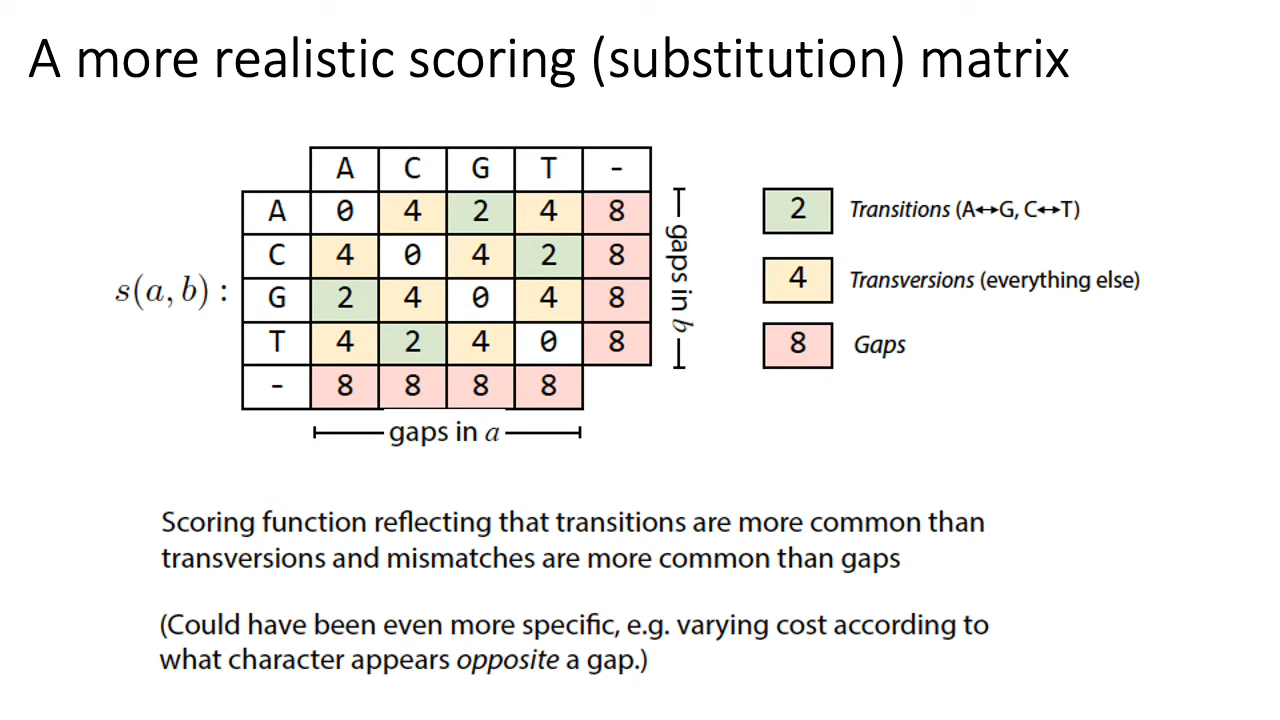 A more realistic scoring (substitution) matrix
A C G T -
A 0 4 2 4 8
C 4 0 4 2 8
s(a, b) : G 2 4 0 4 8
T 4 2 4 0 8
- 8 8 8 8
gaps in b
gaps in a
2 Transitions (A↔G, C↔T)
4 Transversions (everything else)
8 Gaps
Scoring function reflecting that transitions are more common than
transversions and mismatches are more common than gaps
(Could have been even more specific, e.g. varying cost according to
what character appears opposite a gap.)